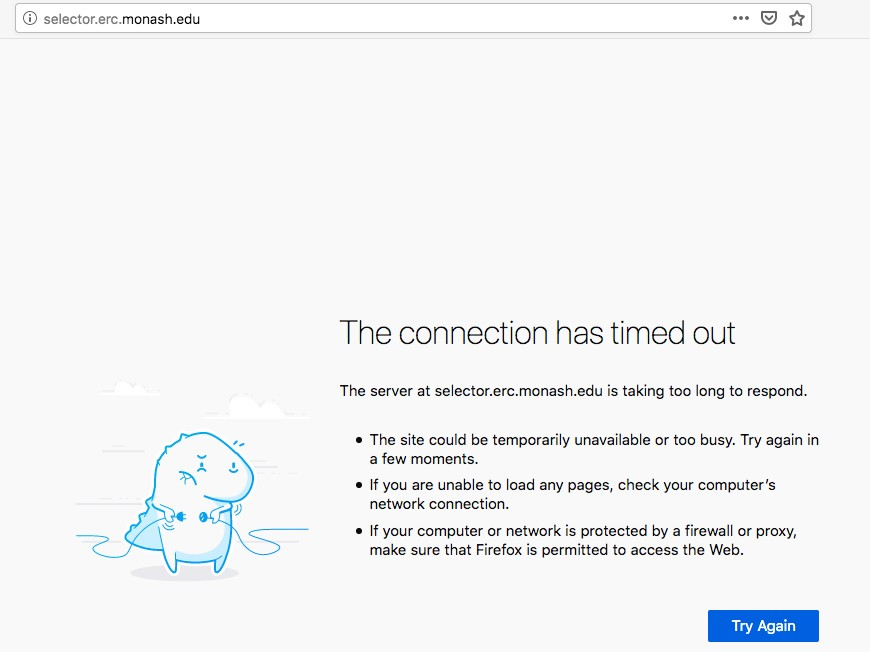 selector.erc.monash.edu
The connection has timed out
The server at selector.erc.monash.edu is taking too long to respond.
The site could be temporarily unavailable or too busy. Try again in
a few moments.
If you are unable to load any pages, check your computer's
network connection.
If your computer or network is protected by a firewall or proxy,
make sure that Firefox is permitted to access the Web.
Try Again